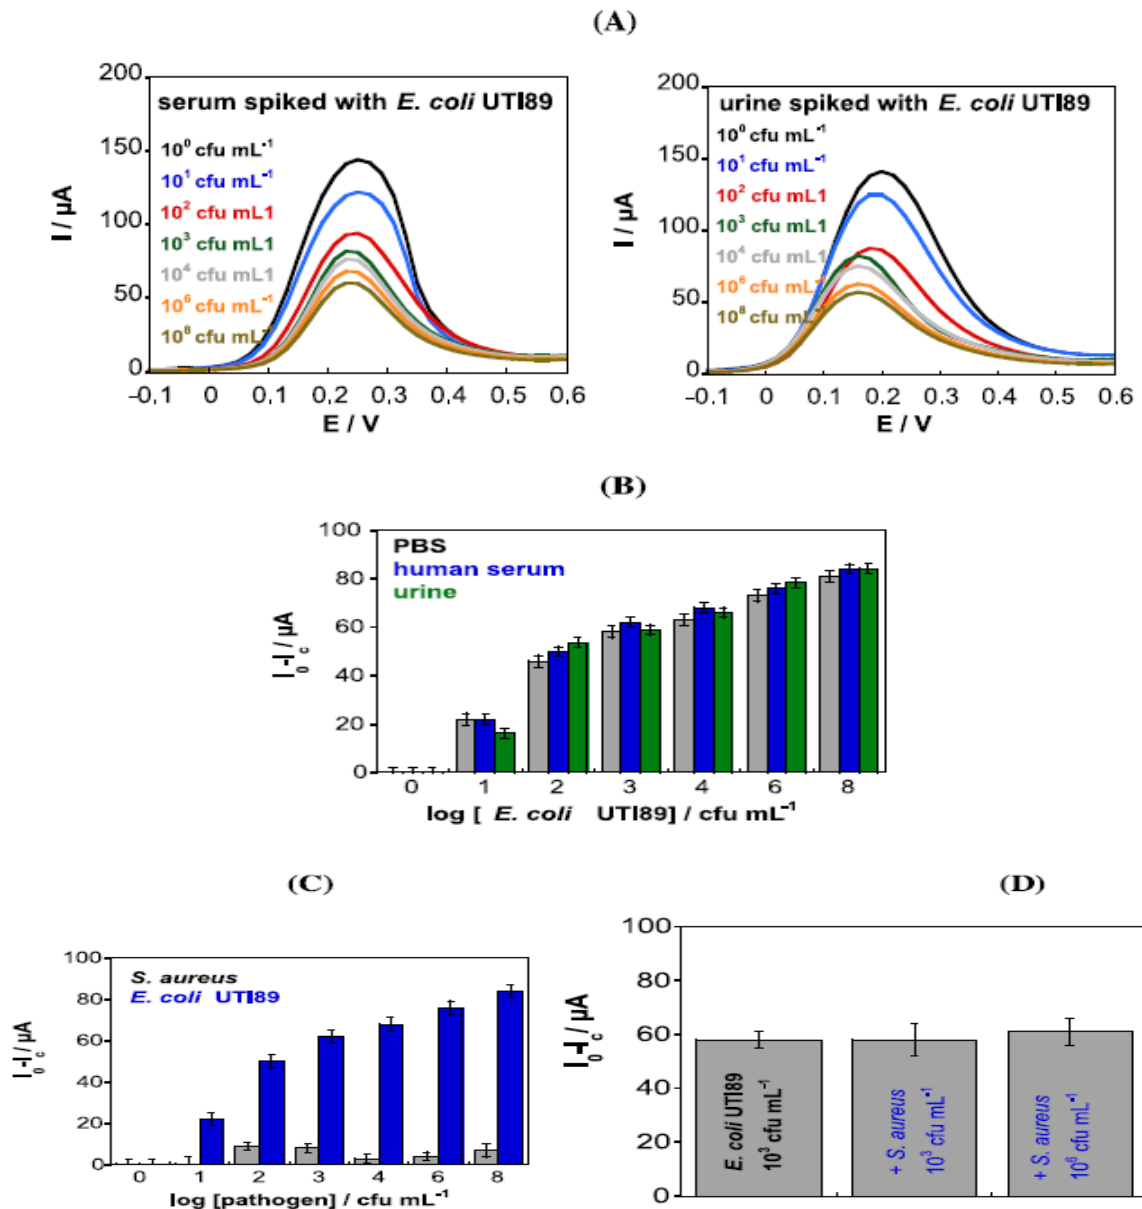 (A)
200
150
100
50
0
I / µA
serum spiked with E. coli UTI89
10⁰ cfu mL⁻¹
10¹ cfu mL⁻¹
10² cfu mL1
10³ cfu mL1
10⁴ cfu mL1
10⁶ cfu mL⁻¹
10⁸ cfu mL⁻
−0.1 0 0.1 0.2 0.3 0.4 0.5 0.6
E / V
200
150
100
50
0
I / µA
urine spiked with E. coli UTI89
10⁰ cfu mL⁻¹
10¹ cfu mL⁻¹
10² cfu mL1
10³ cfu mL1
10⁴ cfu mL1
10⁶ cfu mL⁻¹
10⁸ cfu mL⁻¹
−0.1 0 0.1 0.2 0.3 0.4 0.5 0.6
E / V
(B)
100
80
60
40
20
0
I₀-I_c / µA
PBS
human serum
urine
0 1 2 3 4 6 8
log [ E. coli UTI89] / cfu mL⁻¹
(C)
100
80
60
40
20
0
I₀-I_c / µA
S. aureus
E. coli UTI89
0 1 2 3 4 6 8
log [pathogen] / cfu mL⁻¹
(D)
100
80
60
40
20
0
I₀-I_c / µA
E. coli UTI89
10³ cfu mL⁻¹
+ S. aureus
10³ cfu mL⁻¹
+ S. aureus
10⁶ cfu mL⁻¹